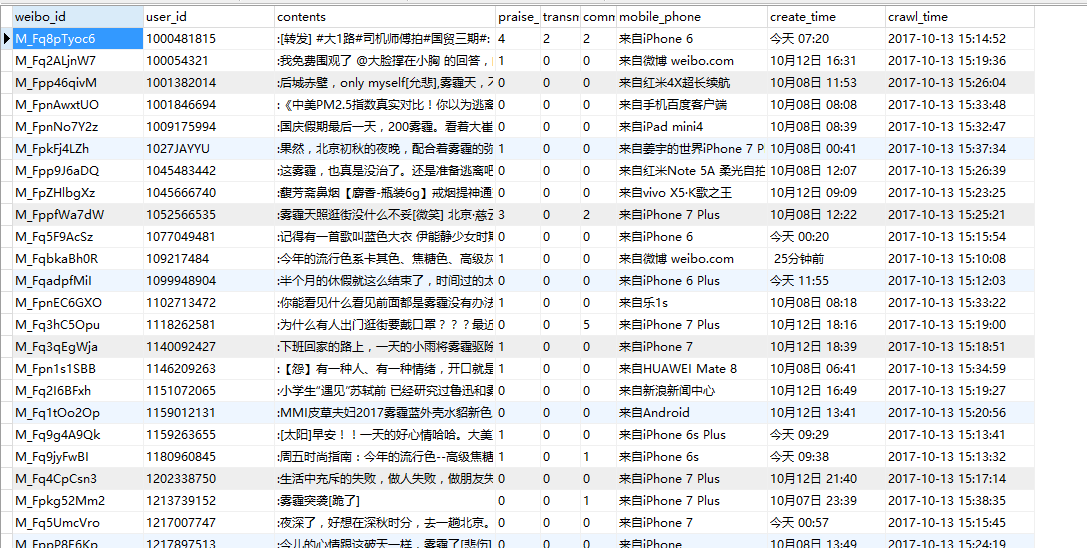 weibo_id user_id contents praise_ transm comm mobile_phone create_time crawl_time
M_Fq8pTyoc6 1000481815 :[转发] #大1路#司机师傅拍#国贸三期#: 4 2 2 来自iPhone 6 今天 07:20 2017-10-13 15:14:52
M_Fq2ALjnW7 100054321 :我免费围观了 @大脸撑在小胸 的回答, 0 0 0 来自微博 weibo.com 10月12日 16:31 2017-10-13 15:19:36
M_Fpp46qivM 1001382014 :后城赤壁，only myself[允悲],雾霾天，不 0 0 0 来自红米4X超长续航 10月08日 11:53 2017-10-13 15:26:04
M_FpnAwxtUO 1001846694 :《中美PM2.5指数真实对比！你以为逃离 0 0 0 来自手机百度客户端 10月08日 08:08 2017-10-13 15:33:48
M_FpnNo7Y2z 1009175994 :国庆假期最后一天，200雾霾。看着大崔 0 0 0 来自iPad mini4 10月08日 08:39 2017-10-13 15:32:47
M_FpkFj4LZh 1027JAYYU :果然，北京初秋的夜晚，配合着雾霾的弥 1 0 0 来自姜宇的世界iPhone 7 P 10月08日 00:41 2017-10-13 15:37:34
M_Fpp9J6aDQ 1045483442 :这雾霾，也真是没治了。还是准备逃离吧 0 0 0 来自红米Note 5A 柔光自拍 10月08日 12:07 2017-10-13 15:26:39
M_FpZHlbgXz 1045666740 :馥芳斋鼻烟【麝香-瓶装6g】戒烟提神通 0 0 0 来自vivo X5·K歌之王 10月12日 09:09 2017-10-13 15:23:25
M_FppfWa7dW 1052566535 :雾霾天照逛街没什么不妥[微笑] 北京·慈云 3 0 2 来自iPhone 7 Plus 10月08日 12:22 2017-10-13 15:25:21
M_Fq5F9AcSz 1077049481 :记得有一首歌叫蓝色大衣 伊能静少女时期 0 0 0 来自iPhone 6 今天 00:20 2017-10-13 15:15:54
M_FqbkaBh0R 109217484 :今年的流行色系卡其色、焦糖色、高级灰 1 0 0 来自微博 weibo.com 25分钟前 2017-10-13 15:10:08
M_FqadpfMiI 1099948904 :半个月的休假就这么结束了，时间过的太 0 0 0 来自iPhone 6 Plus 今天 11:55 2017-10-13 15:12:03
M_FpnEC6GXO 1102713472 :你能看见什么看见前面都是雾霾没有办法 1 0 0 来自乐1s 10月08日 08:18 2017-10-13 15:33:22
M_Fq3hC5Opu 1118262581 :为什么有人出门逛街要戴口罩？？？最近 0 0 5 来自iPhone 7 Plus 10月12日 18:16 2017-10-13 15:19:00
M_Fq3qEgWja 1140092427 :下班回家的路上，一天的小雨将雾霾驱除 1 0 0 来自iPhone 7 10月12日 18:39 2017-10-13 15:18:51
M_Fpn1s1SBB 1146209263 :【怨】有一种人、有一种情绪，开口就是 1 0 0 来自HUAWEI Mate 8 10月08日 06:41 2017-10-13 15:34:59
M_Fq2I6BFxh 1151072065 :小学生“遇见”苏轼前 已经研究过鲁迅和雾 0 0 0 来自新浪新闻中心 10月12日 16:49 2017-10-13 15:19:27
M_Fq1tOo2Op 1159012131 :MMI皮草夫妇2017雾霾蓝外壳水貂新色 0 0 0 来自Android 10月12日 13:41 2017-10-13 15:20:56
M_Fq9g4A9Qk 1159263655 :[太阳]早安！！一天的好心情哈哈。大美 1 0 0 来自iPhone 6s Plus 今天 09:29 2017-10-13 15:13:41
M_Fq9jyFwBI 1180960845 :周五时尚指南：今年的流行色--高级焦糖 1 0 1 来自iPhone 6s 今天 09:38 2017-10-13 15:13:32
M_Fq4CpCsn3 1202338750 :生活中充斥的失败，做人失败，做朋友失 0 0 0 来自iPhone 7 Plus 10月12日 21:40 2017-10-13 15:17:14
M_Fpkg52Mm2 1213739152 :雾霾突袭[跪了] 0 0 1 来自iPhone 7 Plus 10月07日 23:39 2017-10-13 15:38:35
M_Fq5UmcVro 1217007747 :夜深了，好想在深秋时分，去一趟北京。 0 0 0 来自iPhone 7 今天 00:57 2017-10-13 15:15:45
M_FppP8F6Kp 1217897513 :今儿的心情跟这破天一样，雾霾了[悲伤] 0 0 0 来自iPhone 10月08日 13:49 2017-10-13 15:24:19